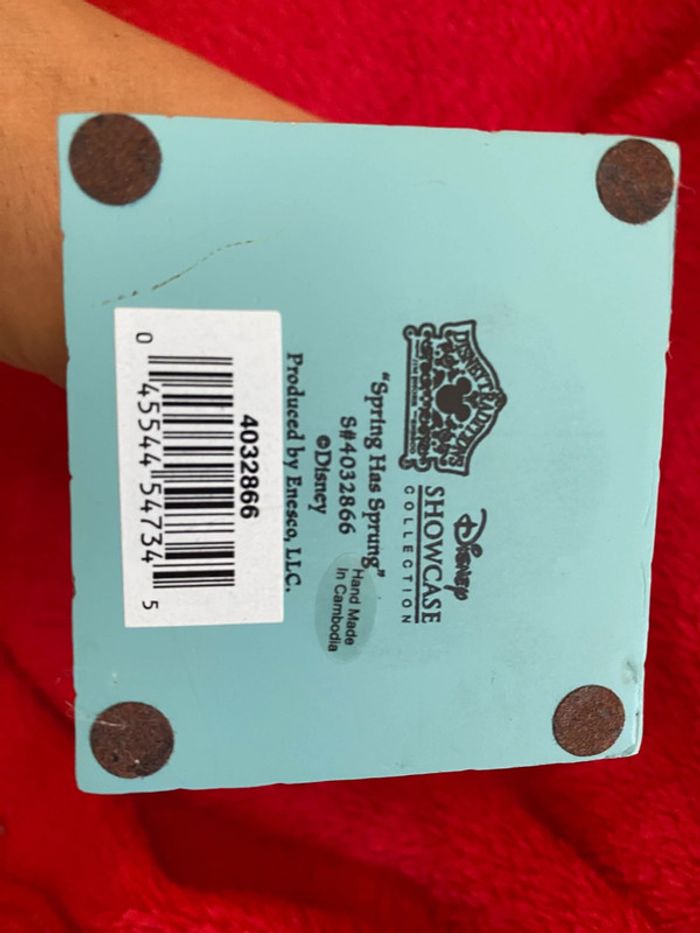 DISNEY TRADITIONS
Disney
SHOWCASE
COLLECTION
"Spring Has Sprung"
S#4032866
©Disney
Produced by Enesco, LLC.
Hand Made
In Cambodia
4032866
0 45544 54734 5